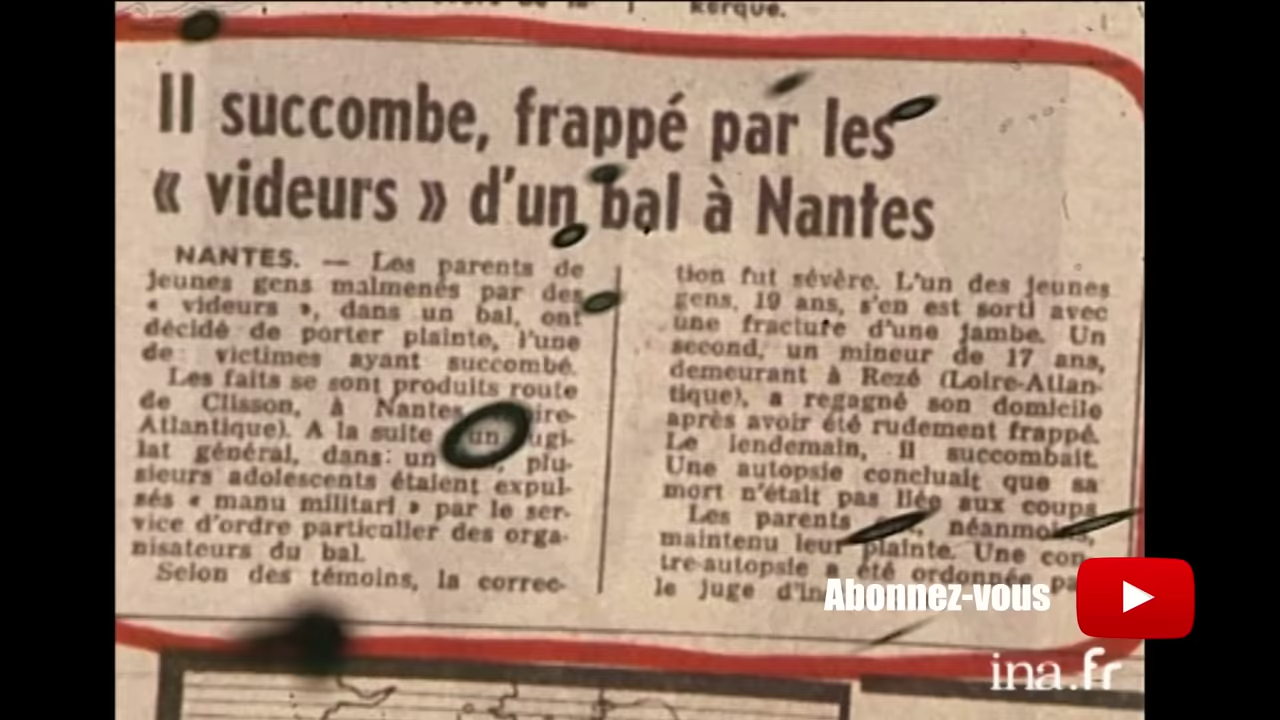 kerque.
Il succombe, frappé par les
« videurs » d'un bal à Nantes
NANTES. — Les parents de
jeunes gens malmenés par des
« videurs », dans un bal, ont
décidé de porter plainte, l'une
de victimes ayant succombé.
Les faits se sont produits route
de Clisson, à Nantes
Atlantique). A la suite un
lat général, dans un plu-
sieurs adolescents étaient expul-
sés « manu militari » par le ser-
vice d'ordre particulier des orga-
nisateurs du bal.
Selon des témoins, la correc-
tion fut sévère. L'un des jeunes
gens, 19 ans, s'en est sorti avec
une fracture d'une jambe. Un
second, un mineur de 17 ans,
demeurant à Rezé (Loire-Atlan-
tique), a regagné son domicile
après avoir été rudement frappé.
Le lendemain, il succombait.
Une autopsie concluait que sa
mort n'était pas liée aux coups
Les parents
maintenu leur plainte. Une con-
tre-autopsie a été ordonnée
le juge
Abonnez-vous
ina.fr